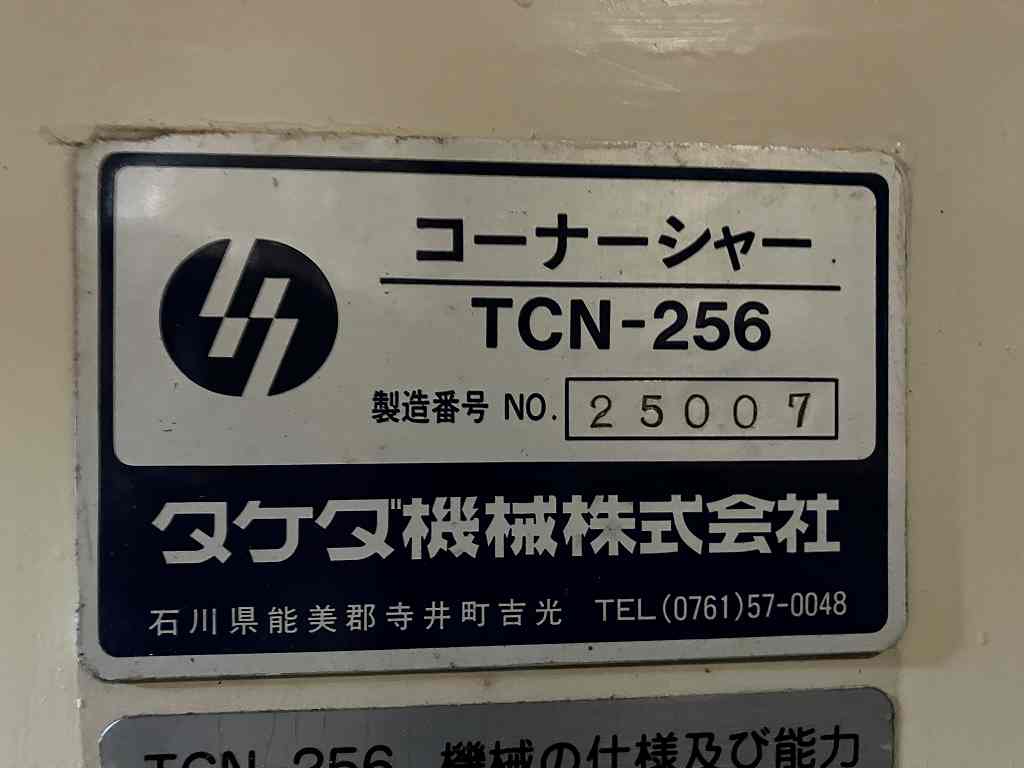 コーナーシャー
TCN-256
製造番号 NO. 25007
タケダ機械株式会社
石川県能美郡寺井町吉光 TEL(0761)57-0048
TCN-256 機械の仕様及び能力